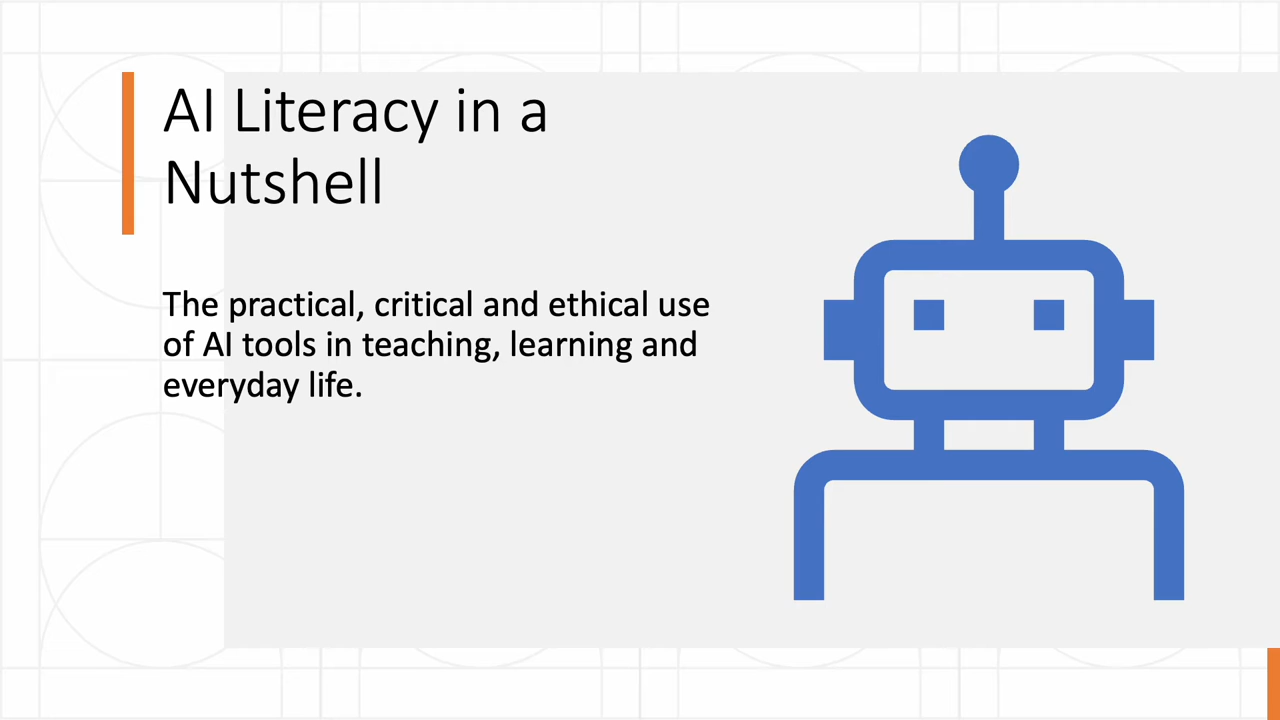 AI Literacy in a
Nutshell
The practical, critical and ethical use
of AI tools in teaching, learning and
everyday life.